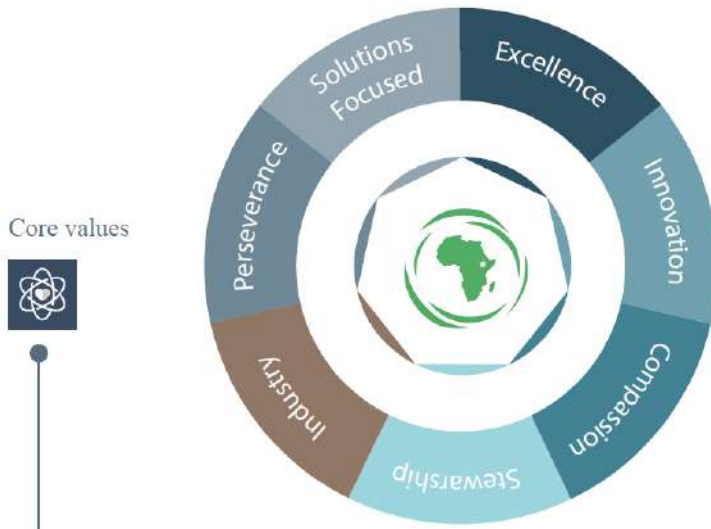 Core values
Solutions
Focused
Excellence
Innovation
Compassion
Stewarship
Industry
Perseverance